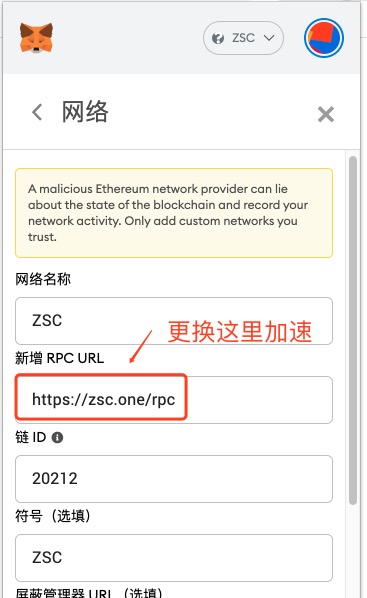 ZSC
网络
A malicious Ethereum network provider can lie
about the state of the blockchain and record your
network activity. Only add custom networks you
trust.
网络名称
ZSC
更换这里加速
新增 RPC URL
https://zsc.one/rpc
链 ID
20212
符号（选填）
ZSC
屏蔽管理器 URL（选填）